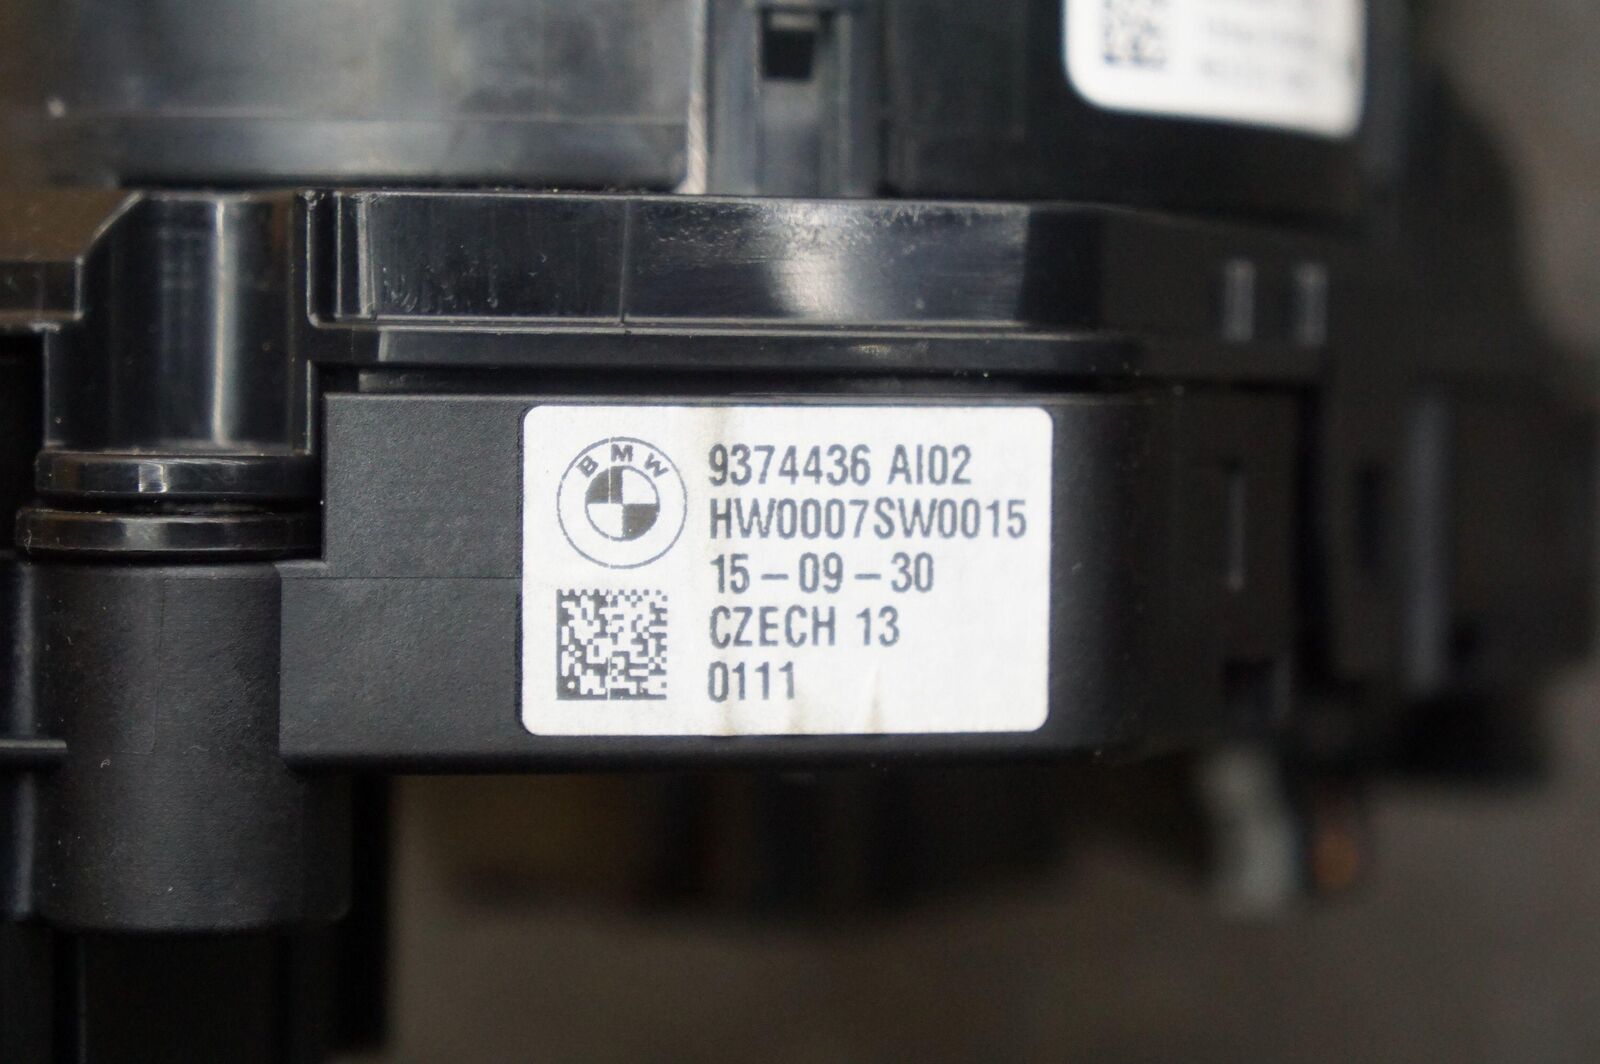 BMW
9374436 AI02
HW0007SW0015
15-09-30
CZECH 13
0111